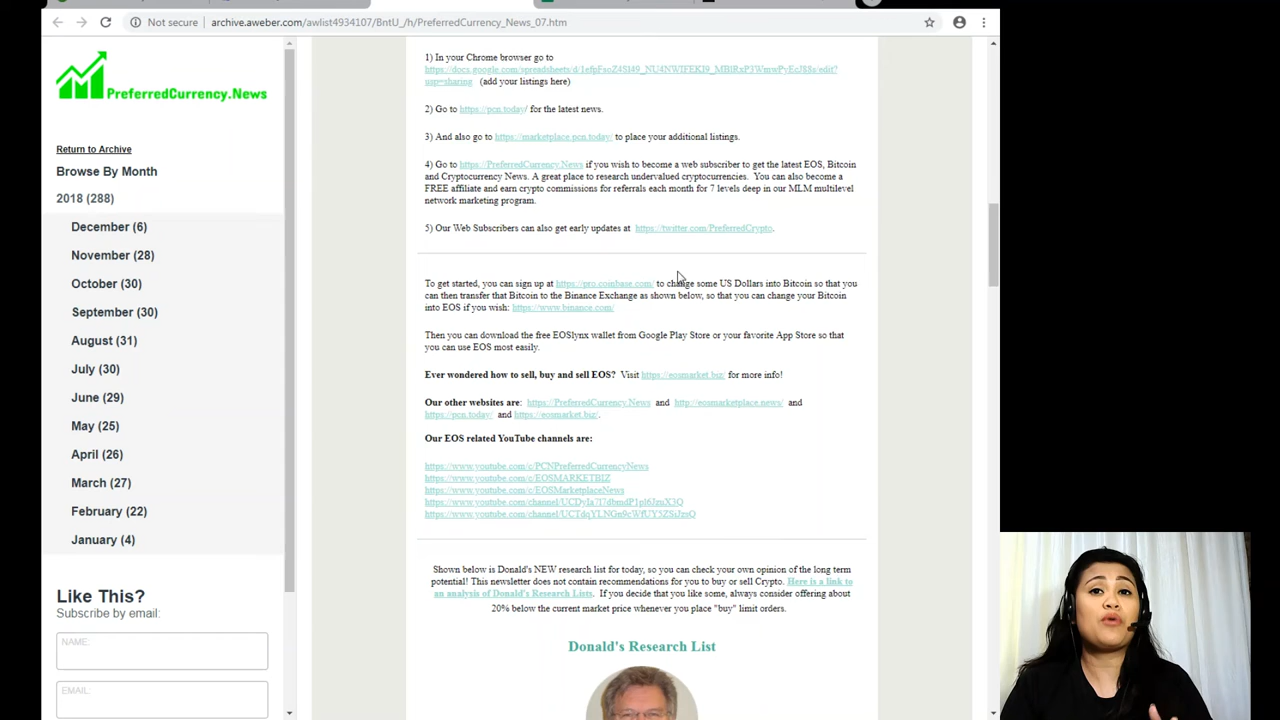 Not secure
archive.aweber.com/awlist4934107/BntU_/h/PreferredCurrency_News_07.htm
PreferredCurrency.News
Return to Archive
Browse By Month
2018 (288)
December (6)
November (28)
October (30)
September (30)
August (31)
July (30)
June (29)
May (25)
April (26)
March (27)
February (22)
January (4)
Like This?
Subscribe by email:
NAME:
EMAIL:
1) In your Chrome browser go to
usp=sharing (add your listings here)
2) Go to https://pcn.today/ for the latest news.
3) And also go to https://marketplace.pcn.today/ to place your additional listings.
4) Go to https://PreferredCurrency.News if you wish to become a web subscriber to get the latest EOS, Bitcoin
and Cryptocurrency News. A great place to research undervalued cryptocurrencies. You can also become a
FREE affiliate and earn crypto commissions for referrals each month for 7 levels deep in our MLM multilevel
network marketing program.
5) Our Web Subscribers can also get early updates at https://twitter.com/PreferredCrypto.
To get started, you can sign up at https://pro.coinbase.com/ to change some US Dollars into Bitcoin so that you
can then transfer that Bitcoin to the Binance Exchange as shown below, so that you can change your Bitcoin
into EOS if you wish: https://www.binance.com/
Then you can download the free EOSlynx wallet from Google Play Store or your favorite App Store so that
you can use EOS most easily.
Ever wondered how to sell, buy and sell EOS? Visit https://eosmarket.biz/ for more info!
Our other websites are: https://PreferredCurrency.News and http://eosmarketplace.news/ and
https://pcn.today/ and https://eosmarket.biz/.
Our EOS related YouTube channels are:
https://www.youtube.com/c/PCNPreferredCurrencyNews
https://www.youtube.com/c/EOSMARKETBIZ
https://www.youtube.com/c/EOSMarketplaceNews
Shown below is Donald's NEW research list for today, so you can check your own opinion of the long term
potential! This newsletter does not contain recommendations for you to buy or sell Crypto. Here is a link to
an analysis of Donald's Research Lists. If you decide that you like some, always consider offering about
20% below the current market price whenever you place "buy" limit orders.
Donald's Research List